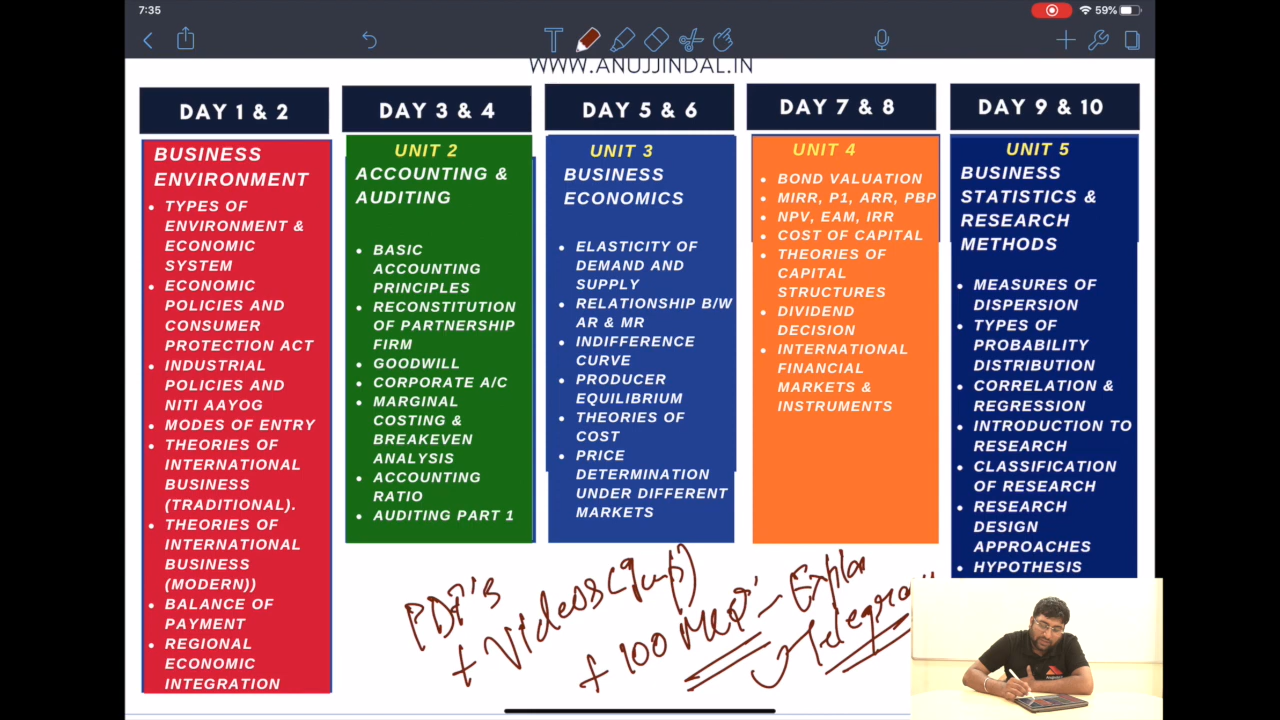 7:35
59%
WWW.ANUJJINDAL.IN
DAY 1 & 2
BUSINESS
ENVIRONMENT
TYPES OF
ENVIRONMENT &
ECONOMIC
SYSTEM
ECONOMIC
POLICIES AND
CONSUMER
PROTECTION ACT
INDUSTRIAL
POLICIES AND
NITI AAYOG
MODES OF ENTRY
THEORIES OF
INTERNATIONAL
BUSINESS
(TRADITIONAL).
THEORIES OF
INTERNATIONAL
BUSINESS
(MODERN))
BALANCE OF
PAYMENT
REGIONAL
ECONOMIC
INTEGRATION
DAY 3 & 4
UNIT 2
ACCOUNTING &
AUDITING
BASIC
ACCOUNTING
PRINCIPLES
RECONSTITUTION
OF PARTNERSHIP
FIRM
GOODWILL
CORPORATE A/C
MARGINAL
COSTING &
BREAKEVEN
ANALYSIS
ACCOUNTING
RATIO
AUDITING PART 1
DAY 5 & 6
UNIT 3
BUSINESS
ECONOMICS
ELASTICITY OF
DEMAND AND
SUPPLY
RELATIONSHIP B/W
AR & MR
INDIFFERENCE
CURVE
PRODUCER
EQUILIBRIUM
THEORIES OF
COST
PRICE
DETERMINATION
UNDER DIFFERENT
MARKETS
DAY 7 & 8
UNIT 4
BOND VALUATION
MIRR, P1, ARR, PBP
NPV, EAM, IRR
COST OF CAPITAL
THEORIES OF
CAPITAL
STRUCTURES
DIVIDEND
DECISION
INTERNATIONAL
FINANCIAL
MARKETS &
INSTRUMENTS
DAY 9 & 10
UNIT 5
BUSINESS
STATISTICS &
RESEARCH
METHODS
MEASURES OF
DISPERSION
TYPES OF
PROBABILITY
DISTRIBUTION
CORRELATION &
REGRESSION
INTRODUCTION TO
RESEARCH
CLASSIFICATION
OF RESEARCH
RESEARCH
DESIGN
APPROACHES
HYPOTHESIS
PDF's
+ Videos
+ 100 MCQ's - Explan
Telegra